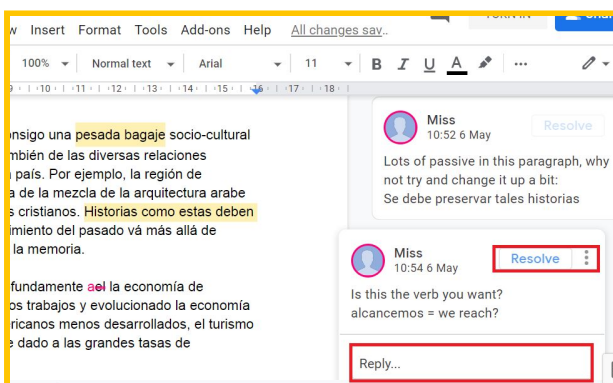 Insert Format Tools Add-ons Help All changes sav..
TURN IN
100% Normal text Arial 11 B I U A
10 11 12 13 14 15 16 17 18
nsigo una pesada bagaje socio-cultural
mbién de las diversas relaciones
país. Por ejemplo, la región de
a de la mezcla de la arquitectura arabe
s cristianos. Historias como estas deben
imiento del pasado vá más allá de
la memoria.
fundamente a el la economía de
os trabajos y evolucionado la economía
ricanos menos desarrollados, el turismo
e dado a las grandes tasas de
Miss
10:52 6 May
Resolve
Lots of passive in this paragraph, why
not try and change it up a bit:
Se debe preservar tales historias
Miss
10:54 6 May
Resolve
Is this the verb you want?
alcancemos = we reach?
Reply...